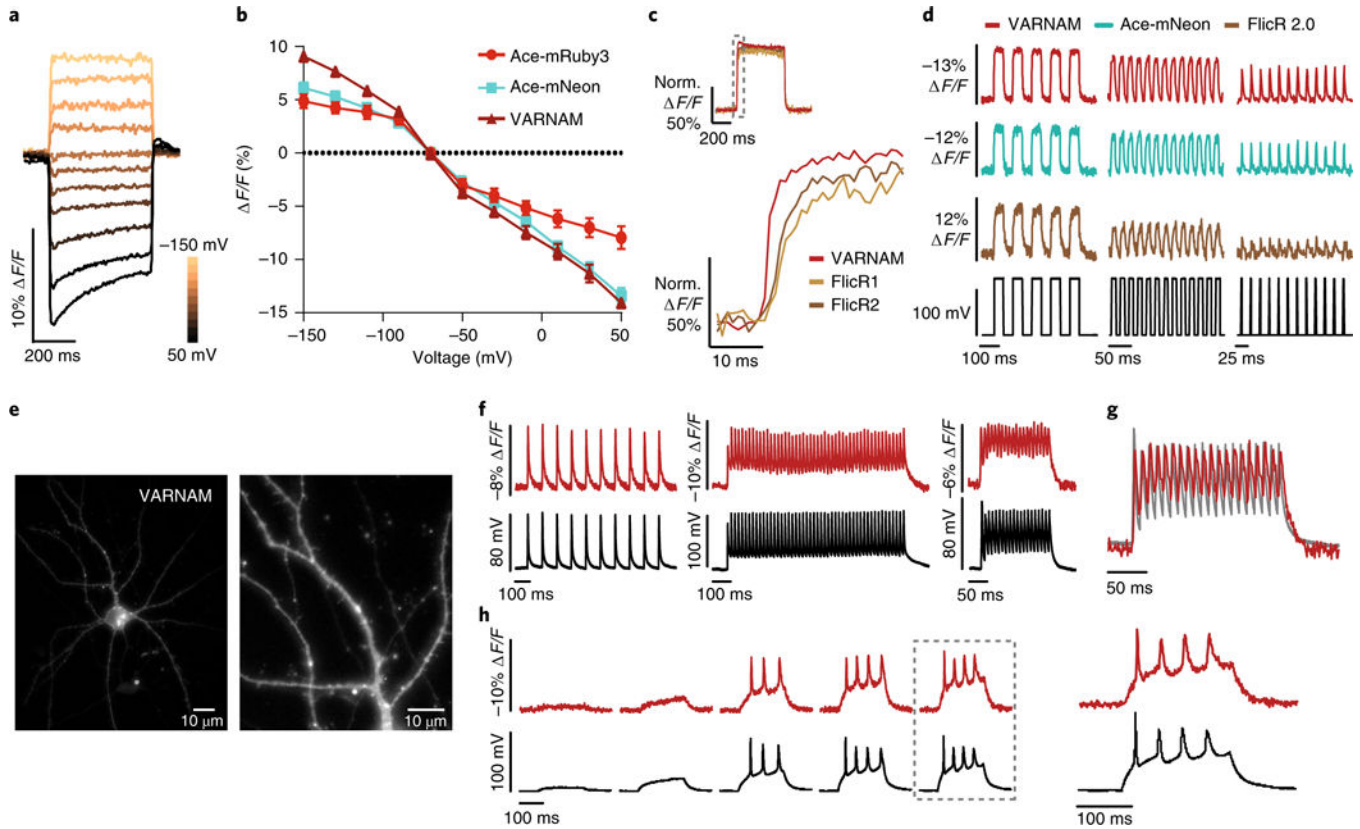 a
−150 mV
50 mV
10% ΔF/F
200 ms
b
10
5
0
−5
−10
−15
ΔF/F (%)
−150
−100
−50
0
50
Voltage (mV)
Ace-mRuby3
Ace-mNeon
VARNAM
c
Norm.
ΔF/F
50%
200 ms
Norm.
ΔF/F
50%
10 ms
VARNAM
FlicR1
FlicR2
d
VARNAM
Ace-mNeon
FlicR 2.0
−13%
ΔF/F
−12%
ΔF/F
12%
ΔF/F
100 mV
100 ms
50 ms
25 ms
e
VARNAM
10 μm
10 μm
f
−8% ΔF/F
−10% ΔF/F
−6% ΔF/F
80 mV
100 mV
80 mV
100 ms
100 ms
50 ms
g
50 ms
h
−10% ΔF/F
100 mV
100 ms
100 ms